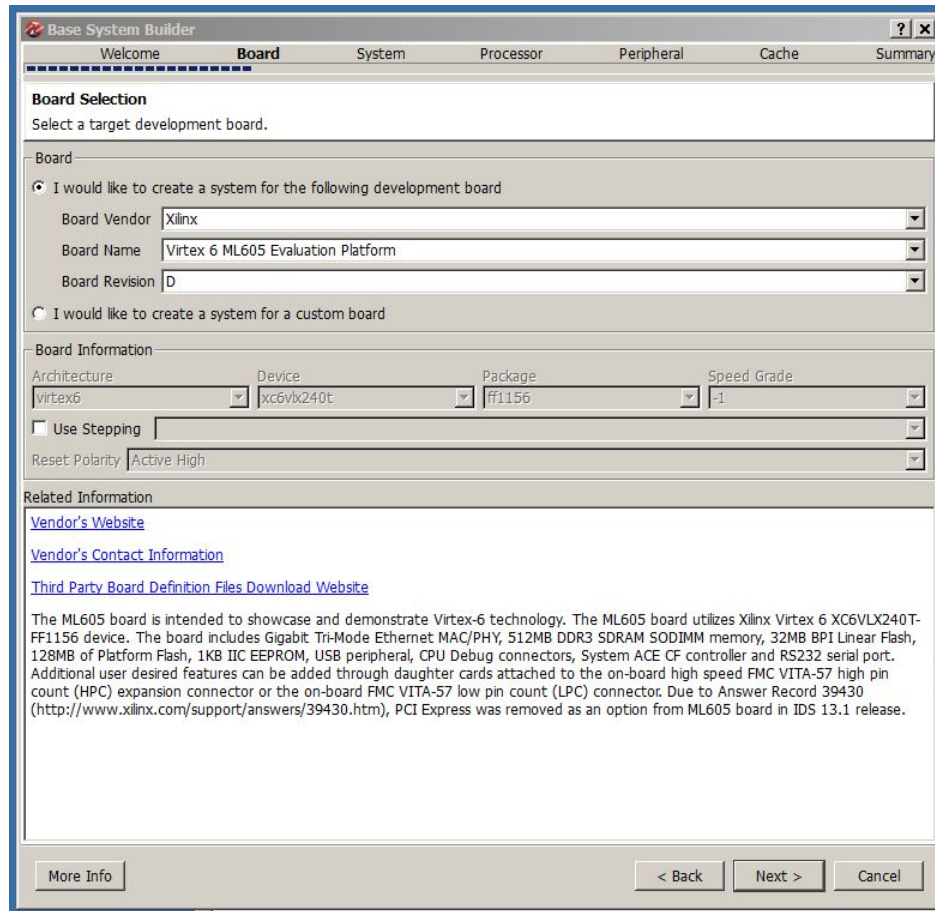 Base System Builder
? x
Welcome Board System Processor Peripheral Cache Summary
Board Selection
Select a target development board.
Board
I would like to create a system for the following development board
Board Vendor Xilinx
Board Name Virtex 6 ML605 Evaluation Platform
Board Revision D
I would like to create a system for a custom board
Board Information
Architecture Device Package Speed Grade
virtex6 xc6vlx240t ff1156 -1
Use Stepping
Reset Polarity Active High
Related Information
Vendor's Website
Vendor's Contact Information
Third Party Board Definition Files Download Website
The ML605 board is intended to showcase and demonstrate Virtex-6 technology. The ML605 board utilizes Xilinx Virtex 6 XC6VLX240T-
FF1156 device. The board includes Gigabit Tri-Mode Ethernet MAC/PHY, 512MB DDR3 SDRAM SODIMM memory, 32MB BPI Linear Flash,
128MB of Platform Flash, 1KB IIC EEPROM, USB peripheral, CPU Debug connectors, System ACE CF controller and RS232 serial port.
Additional user desired features can be added through daughter cards attached to the on-board high speed FMC VITA-57 high pin
count (HPC) expansion connector or the on-board FMC VITA-57 low pin count (LPC) connector. Due to Answer Record 39430
(http://www.xilinx.com/support/answers/39430.htm), PCI Express was removed as an option from ML605 board in IDS 13.1 release.
More Info < Back Next > Cancel